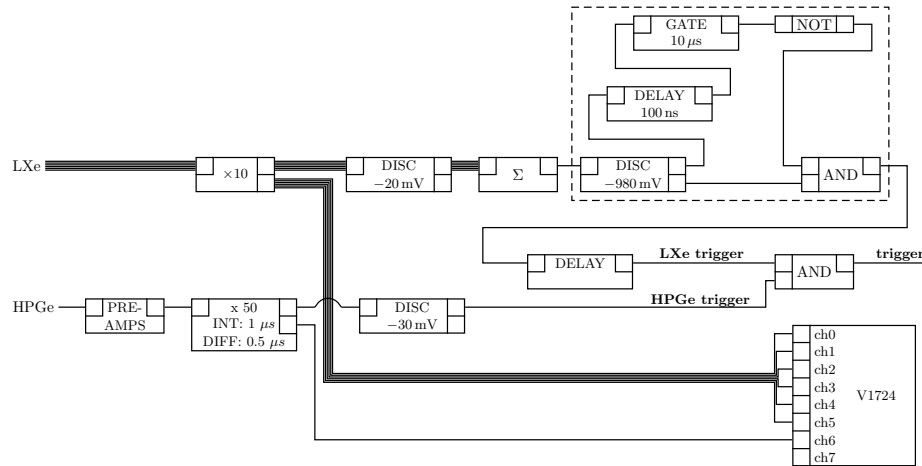 GATE
10 μs
NOT
DELAY
100 ns
LXe
×10
DISC
−20 mV
Σ
DISC
−980 mV
AND
DELAY
LXe trigger
AND
trigger
HPGe
PRE-
AMPS
x 50
INT: 1 μs
DIFF: 0.5 μs
DISC
−30 mV
HPGe trigger
ch0
ch1
ch2
ch3
ch4
ch5
ch6
ch7
V1724